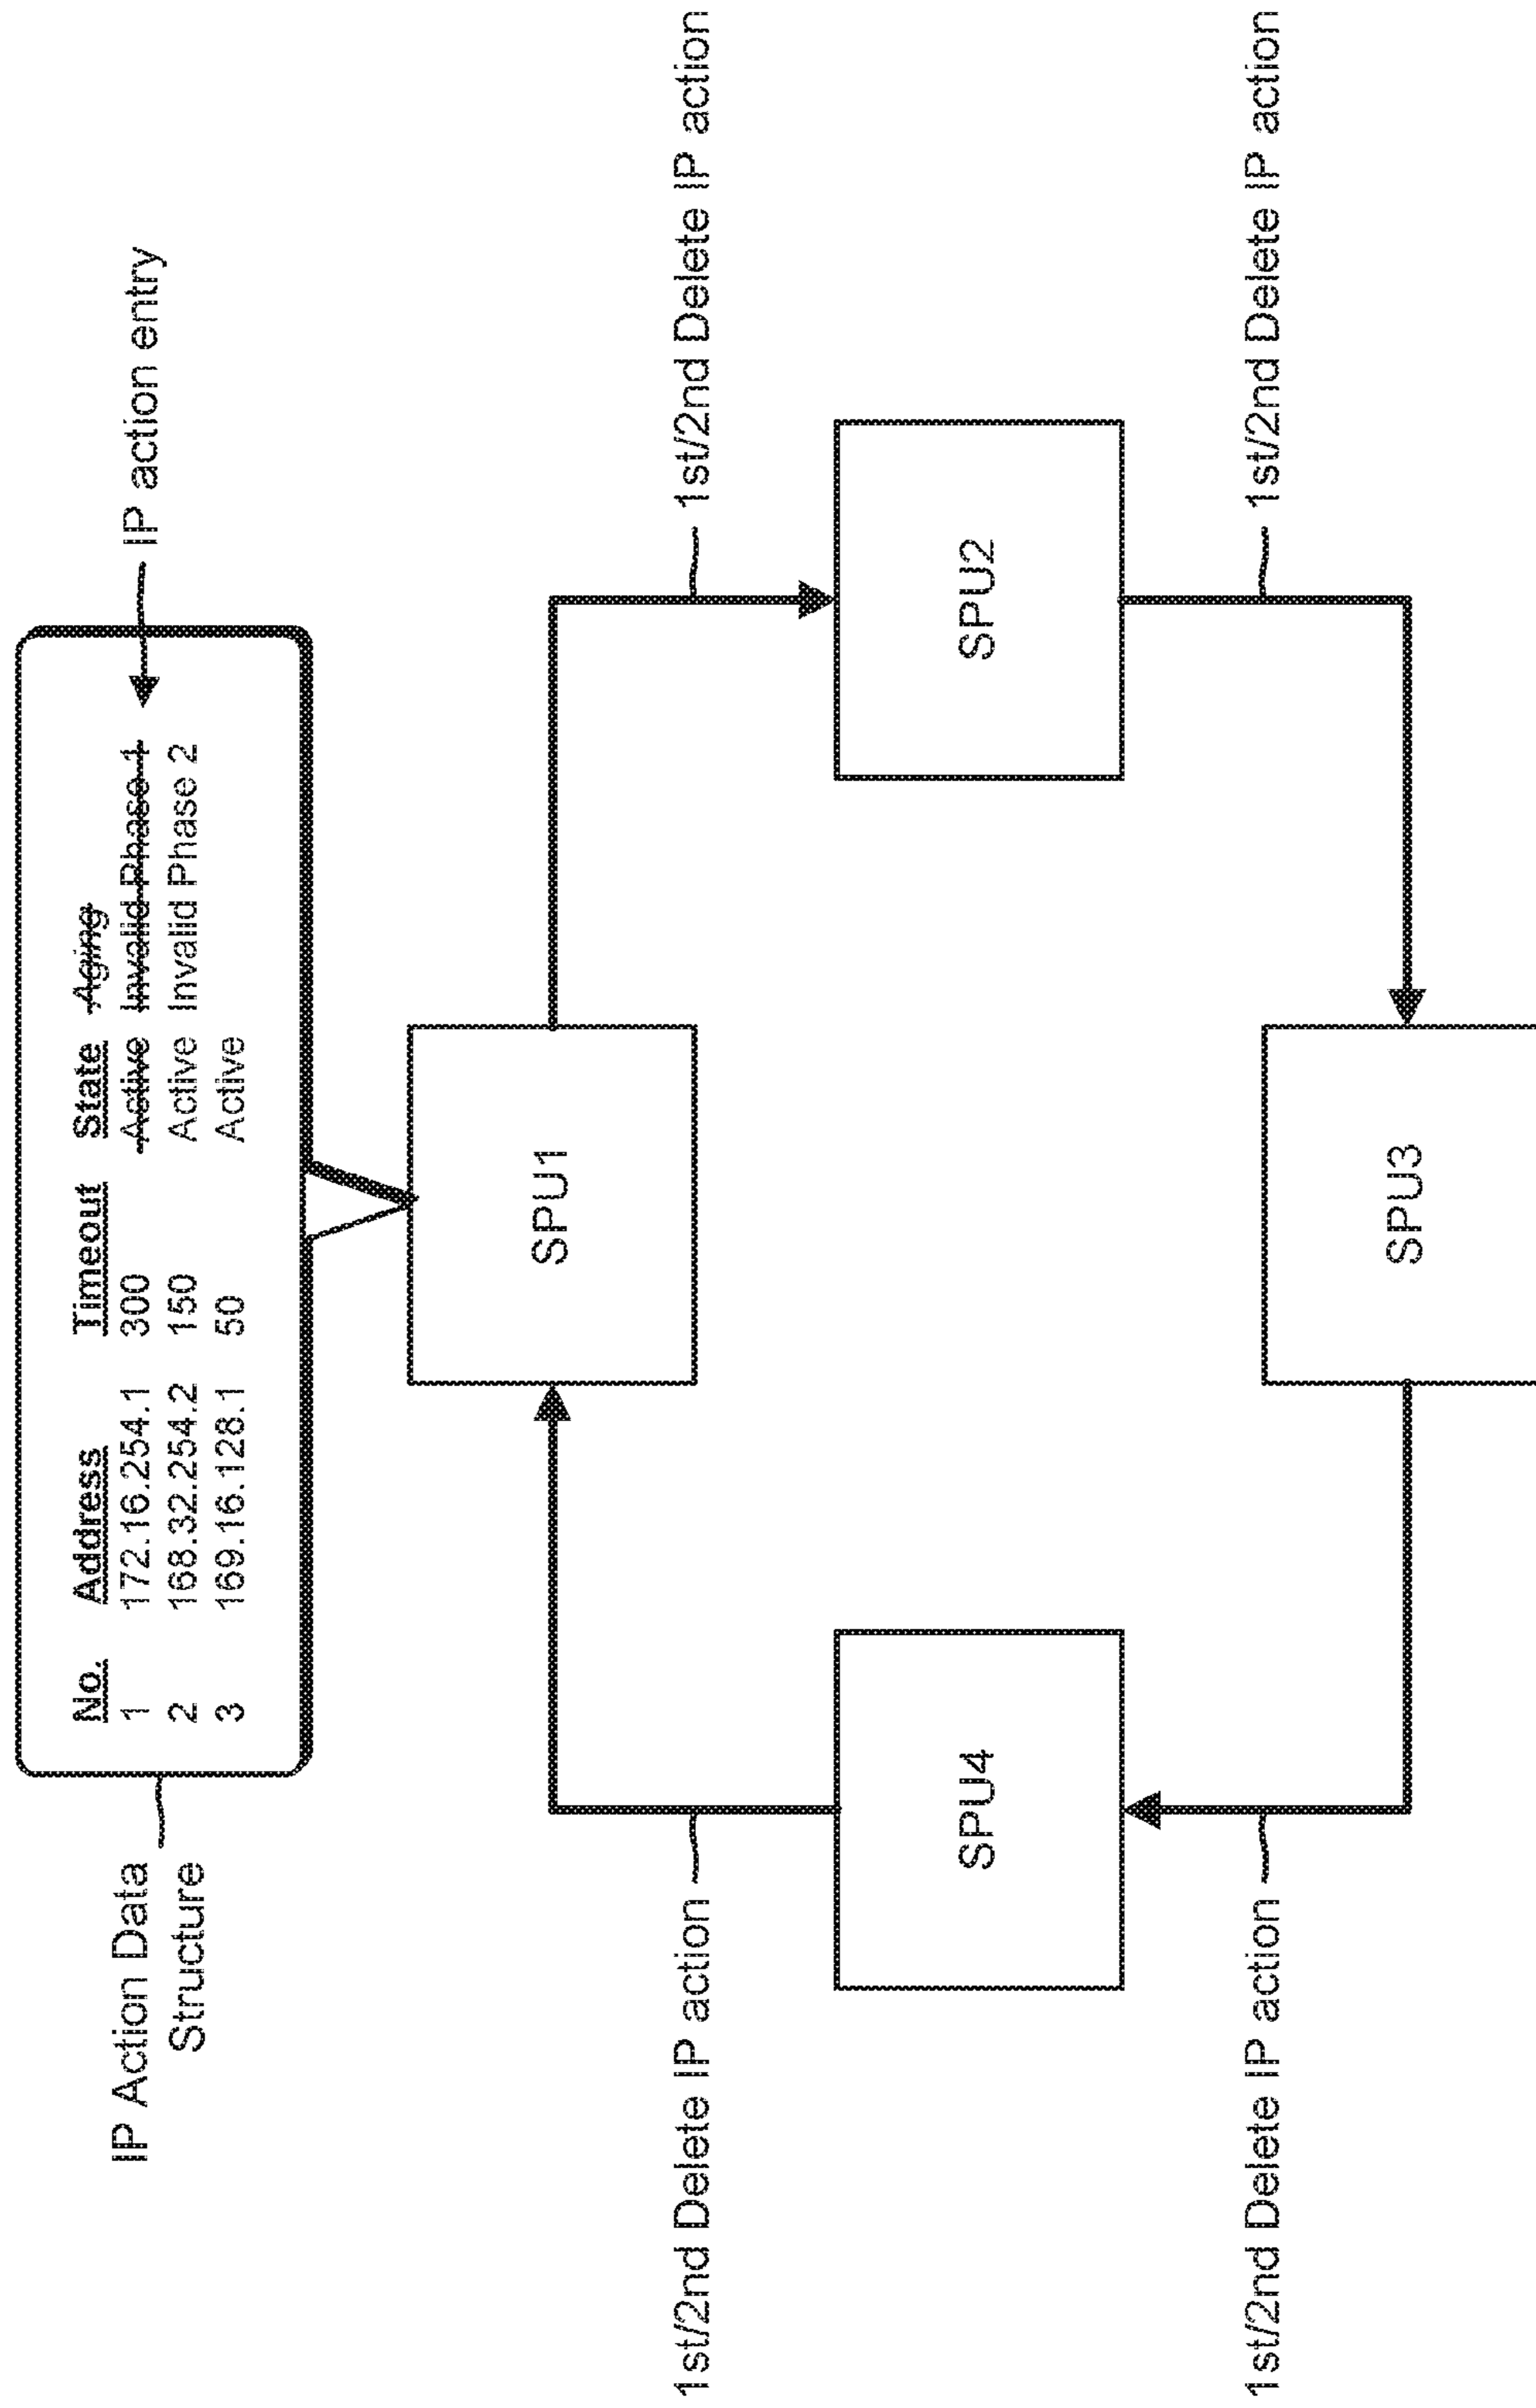 IP Action Data
Structure
No. Address Timeout State Aging
1 172.16.254.1 300 Active Invalid Phase 1
2 168.32.254.2 150 Active Invalid Phase 2
3 169.16.128.1 50 Active
IP action entry
SPU1
1st/2nd Delete IP action
1st/2nd Delete IP action
SPU4
SPU2
1st/2nd Delete IP action
1st/2nd Delete IP action
SPU3